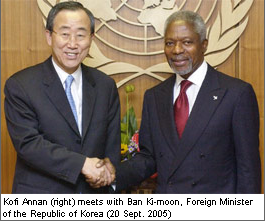 Kofi Annan (right) meets with Ban Ki-moon, Foreign Minister
of the Republic of Korea (20 Sept. 2005)